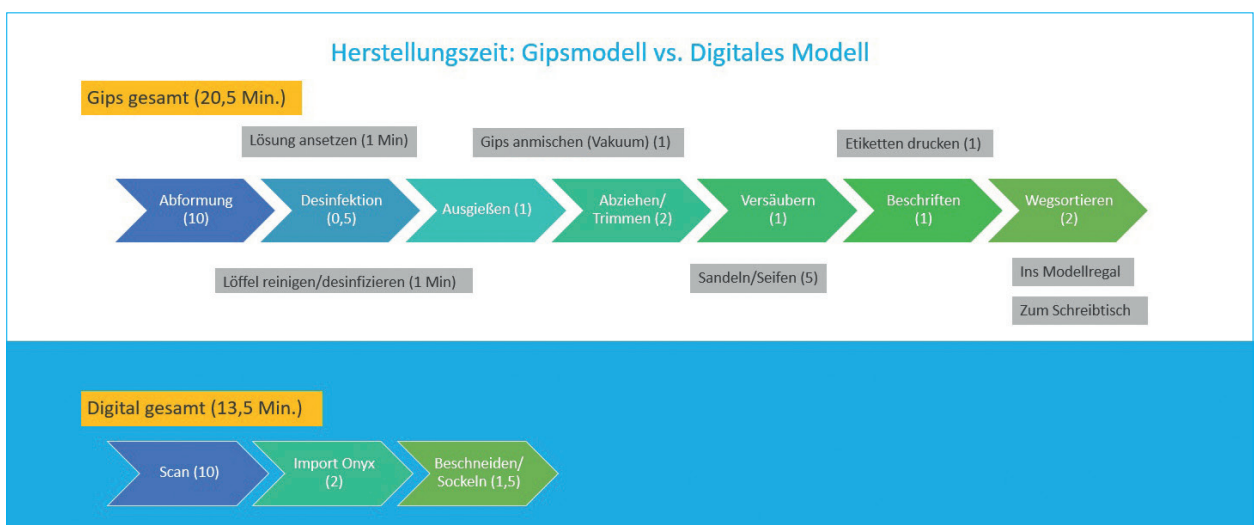 Herstellungszeit: Gipsmodell vs. Digitales Modell
Gips gesamt (20,5 Min.)
Lösung ansetzen (1 Min)
Gips anmischen (Vakuum) (1)
Etiketten drucken (1)
Abformung
(10)
Desinfektion
(0,5)
Ausgießen (1)
Abziehen/
Trimmen (2)
Versäubern
(1)
Beschriften
(1)
Wegsortieren
(2)
Löffel reinigen/desinfizieren (1 Min)
Sandeln/Seifen (5)
Ins Modellregal
Zum Schreibtisch
Digital gesamt (13,5 Min.)
Scan (10)
Import Onyx
(2)
Beschneiden/
Sockeln (1,5)